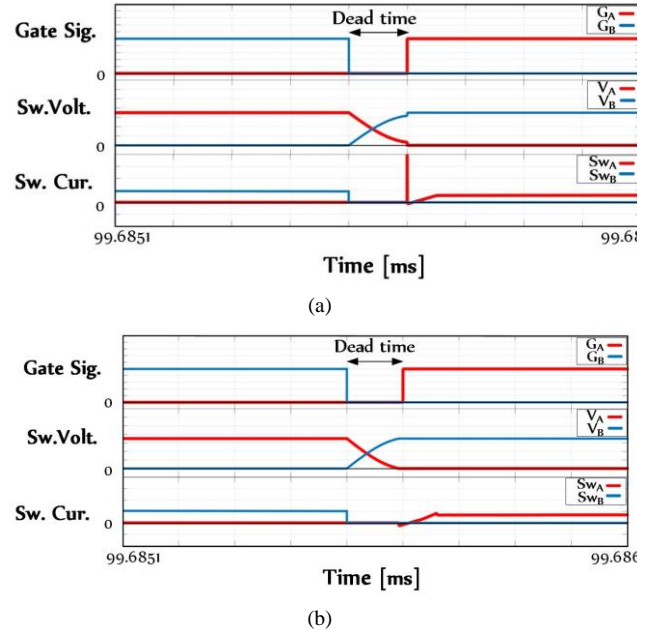 Dead time
Gate Sig.
G_A
G_B
0
Sw.Volt.
V_A
V_B
Sw. Cur.
Sw_A
Sw_B
0
99.6851
99.68
Time [ms]
(a)
Dead time
Gate Sig.
G_A
G_B
0
Sw.Volt.
V_A
V_B
Sw. Cur.
Sw_A
Sw_B
0
99.6851
99.686
Time [ms]
(b)